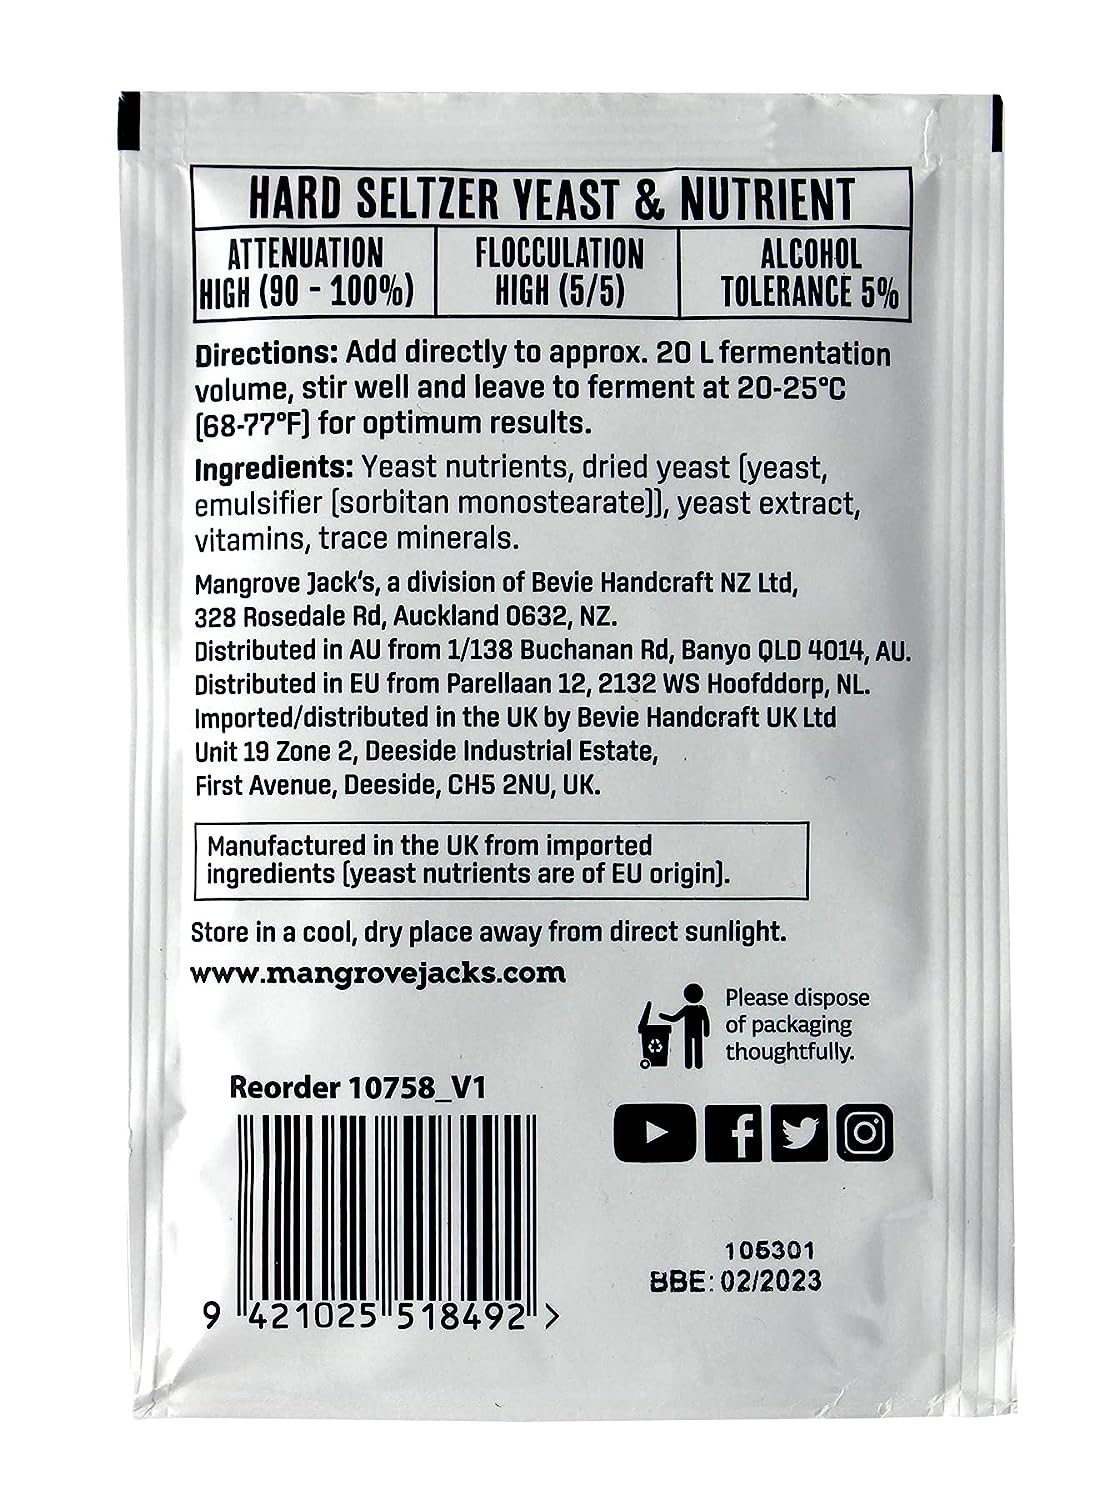 HARD SELTZER YEAST & NUTRIENT
ATTENUATION
HIGH (90 - 100%)
FLOCCULATION
HIGH (5/5)
ALCOHOL
TOLERANCE 5%
Directions: Add directly to approx. 20 L fermentation
volume, stir well and leave to ferment at 20-25°C
(68-77°F) for optimum results.
Ingredients: Yeast nutrients, dried yeast (yeast,
emulsifier (sorbitan monostearate)), yeast extract,
vitamins, trace minerals.
Mangrove Jack's, a division of Bevie Handcraft NZ Ltd,
328 Rosedale Rd, Auckland 0632, NZ.
Distributed in AU from 1/138 Buchanan Rd, Banyo QLD 4014, AU.
Distributed in EU from Parellaan 12, 2132 WS Hoofddorp, NL.
Imported/distributed in the UK by Bevie Handcraft UK Ltd
Unit 19 Zone 2, Deeside Industrial Estate,
First Avenue, Deeside, CH5 2NU, UK.
Manufactured in the UK from imported
ingredients (yeast nutrients are of EU origin).
Store in a cool, dry place away from direct sunlight.
www.mangrovejacks.com
Please dispose
of packaging
thoughtfully.
Reorder 10758_V1
9 421025 518492 >
105301
BBE: 02/2023